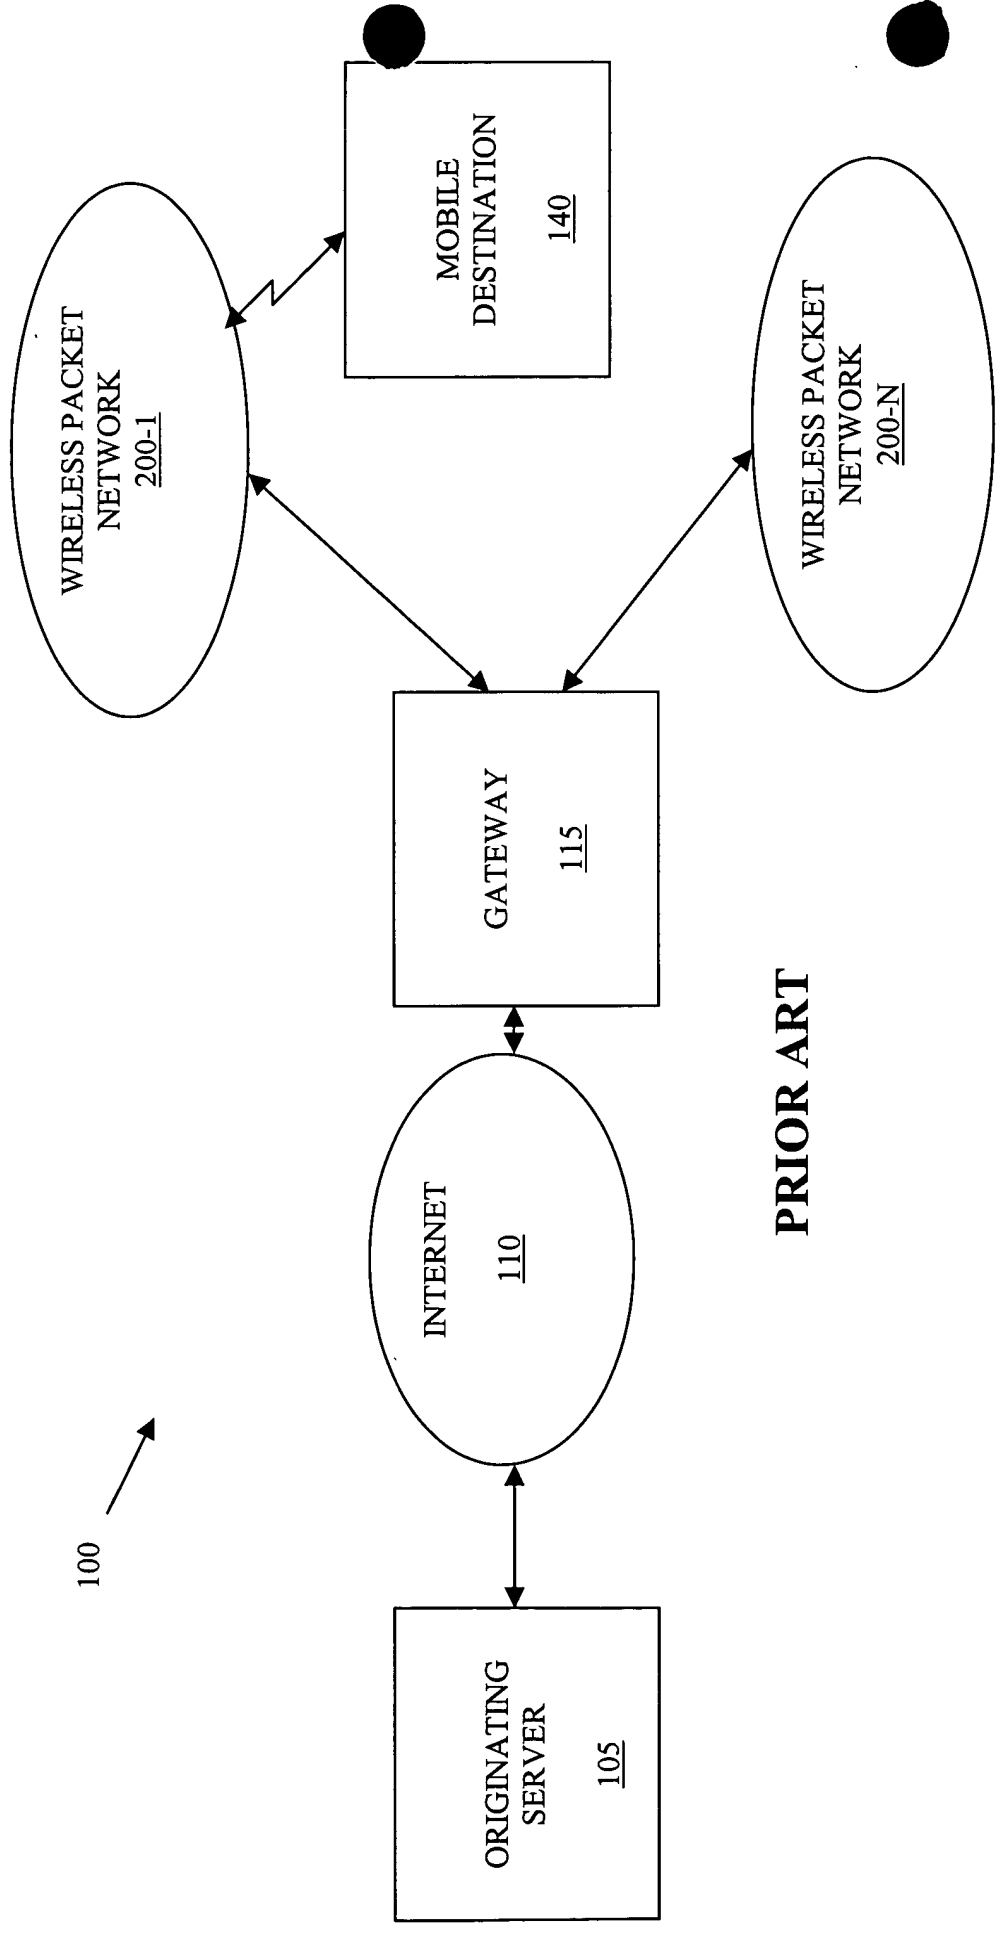 100
ORIGINATING
SERVER
105
INTERNET
110
GATEWAY
115
WIRELESS PACKET
NETWORK
200-1
MOBILE
DESTINATION
140
WIRELESS PACKET
NETWORK
200-N
PRIOR ART